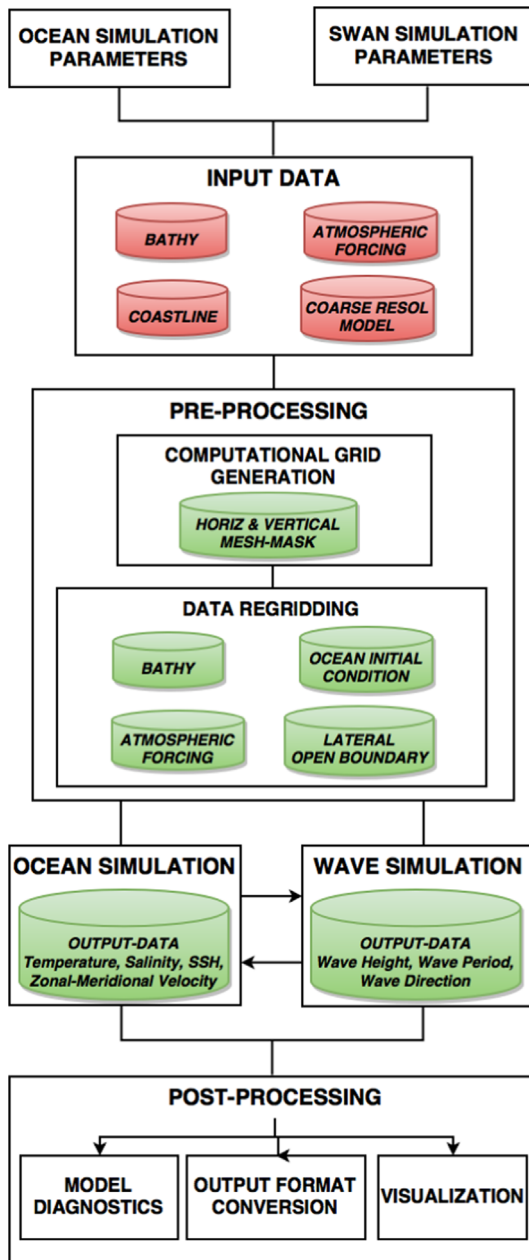 OCEAN SIMULATION
PARAMETERS
SWAN SIMULATION
PARAMETERS
INPUT DATA
BATHY
ATMOSPHERIC
FORCING
COASTLINE
COARSE RESOL
MODEL
PRE-PROCESSING
COMPUTATIONAL GRID
GENERATION
HORIZ & VERTICAL
MESH-MASK
DATA REGRIDDING
BATHY
OCEAN INITIAL
CONDITION
ATMOSPHERIC
FORCING
LATERAL
OPEN BOUNDARY
OCEAN SIMULATION
OUTPUT-DATA
Temperature, Salinity, SSH,
Zonal-Meridional Velocity
WAVE SIMULATION
OUTPUT-DATA
Wave Height, Wave Period,
Wave Direction
POST-PROCESSING
MODEL
DIAGNOSTICS
OUTPUT FORMAT
CONVERSION
VISUALIZATION